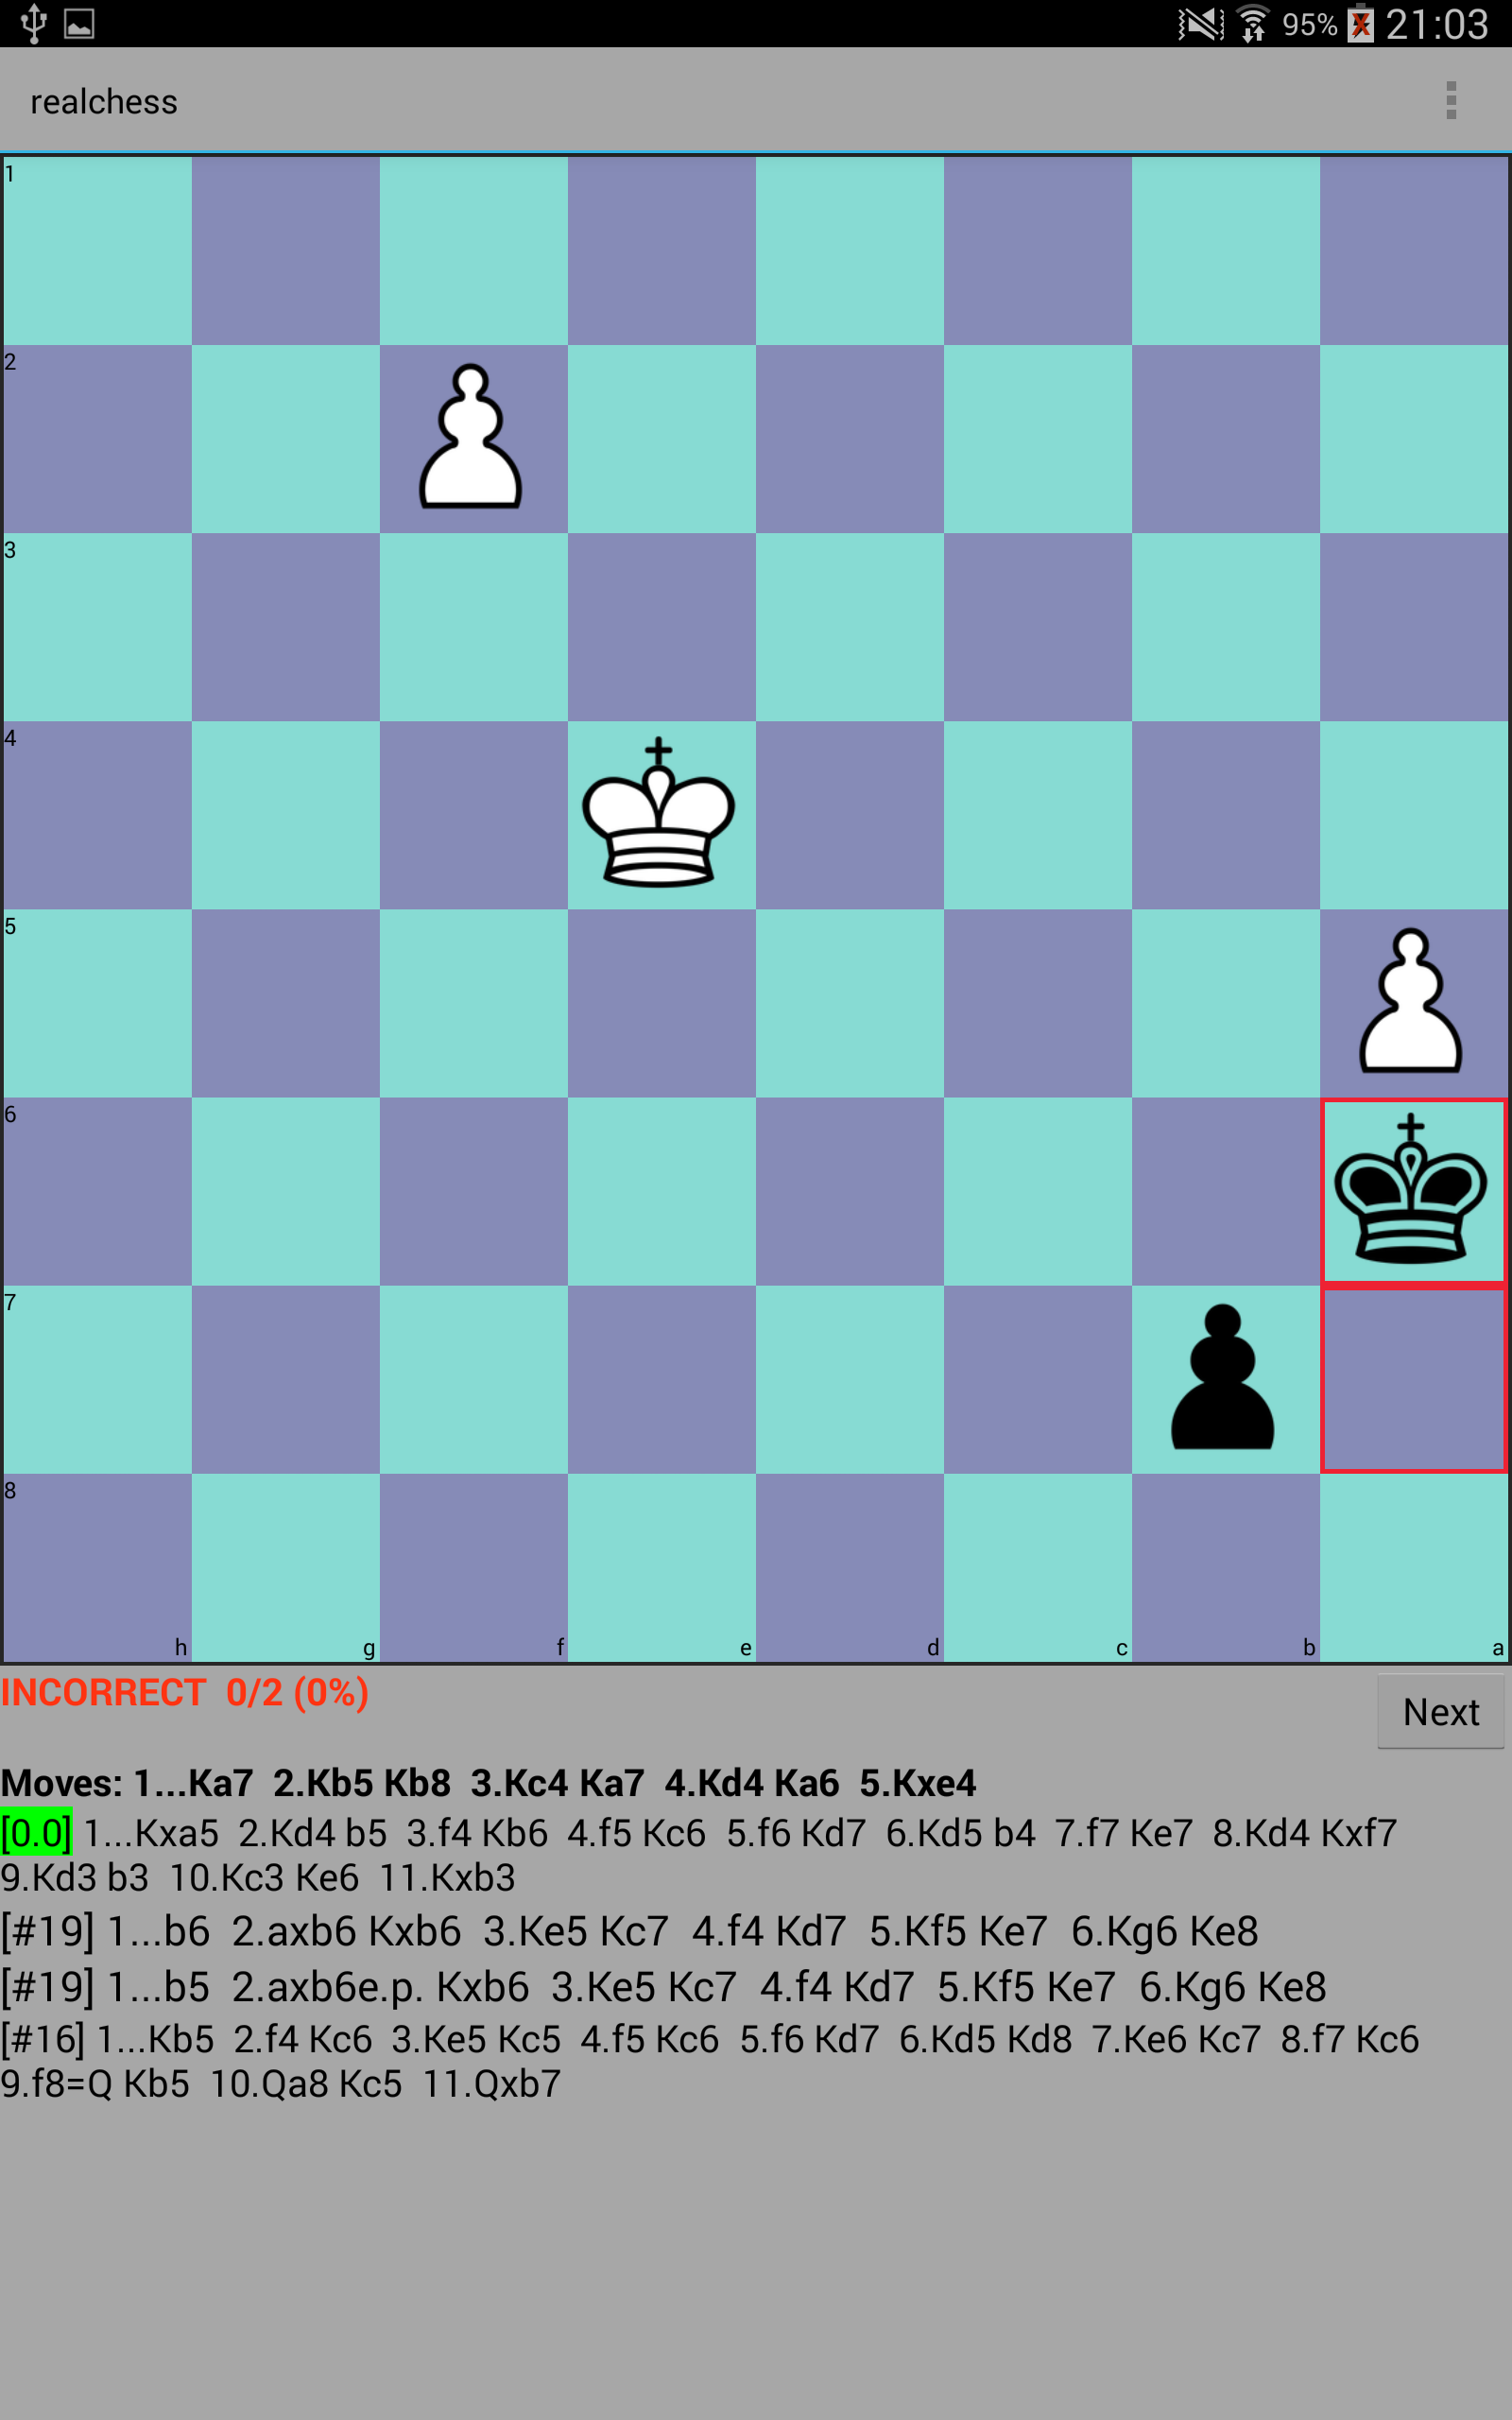 95% 21:03
realchess
1
2
3
4
5
6
7
8
h g f e d c b a
INCORRECT 0/2 (0%)
Next
Moves: 1...Ka7 2.Kb5 Kb8 3.Kc4 Ka7 4.Kd4 Ka6 5.Kxe4
[0.0] 1...Kxa5 2.Kd4 b5 3.f4 Kb6 4.f5 Kc6 5.f6 Kd7 6.Kd5 b4 7.f7 Ke7 8.Kd4 Kxf7
9.Kd3 b3 10.Kc3 Ke6 11.Kxb3
[#19] 1...b6 2.axb6 Kxb6 3.Ke5 Kc7 4.f4 Kd7 5.Kf5 Ke7 6.Kg6 Ke8
[#19] 1...b5 2.axb6e.p. Kxb6 3.Ke5 Kc7 4.f4 Kd7 5.Kf5 Ke7 6.Kg6 Ke8
[#16] 1...Kb5 2.f4 Kc6 3.Ke5 Kc5 4.f5 Kc6 5.f6 Kd7 6.Kd5 Kd8 7.Ke6 Kc7 8.f7 Kc6
9.f8=Q Kb5 10.Qa8 Kc5 11.Qxb7